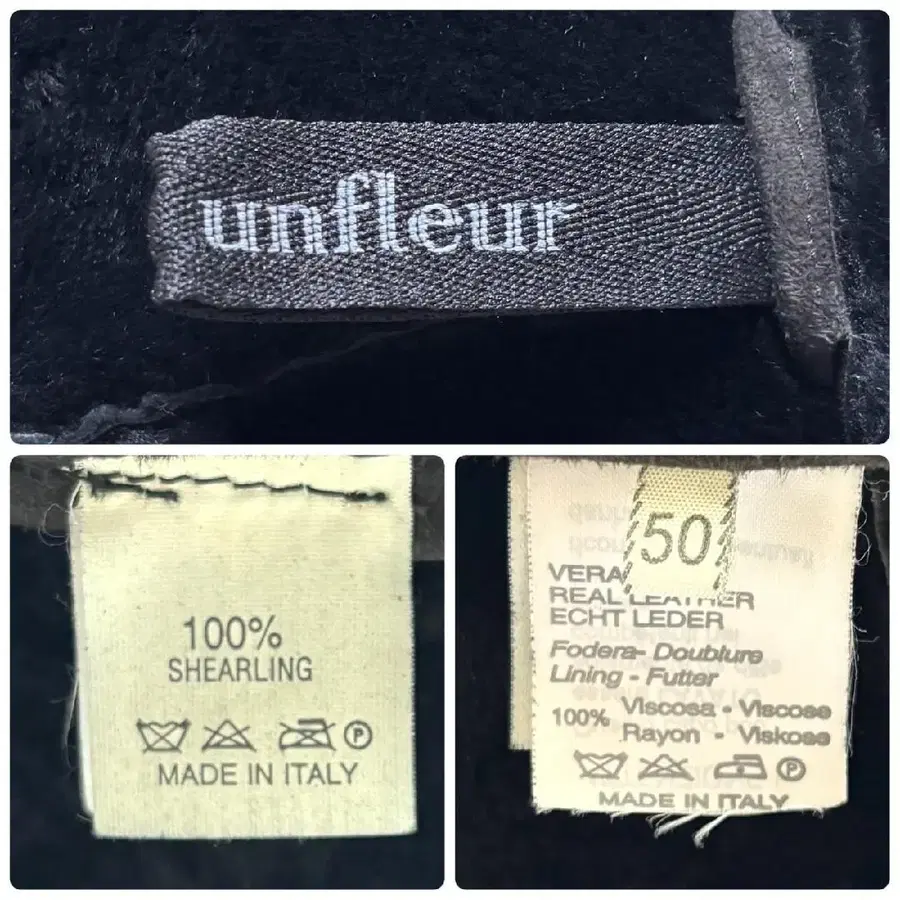 unfleur
100%
SHEARLING
P
MADE IN ITALY
50
VERA
REAL LEATHER
ECHT LEDER
Fodera- Doublure
Lining - Futter
100% Viscosa - Viscose
Rayon - Viskose
P
MADE IN ITALY